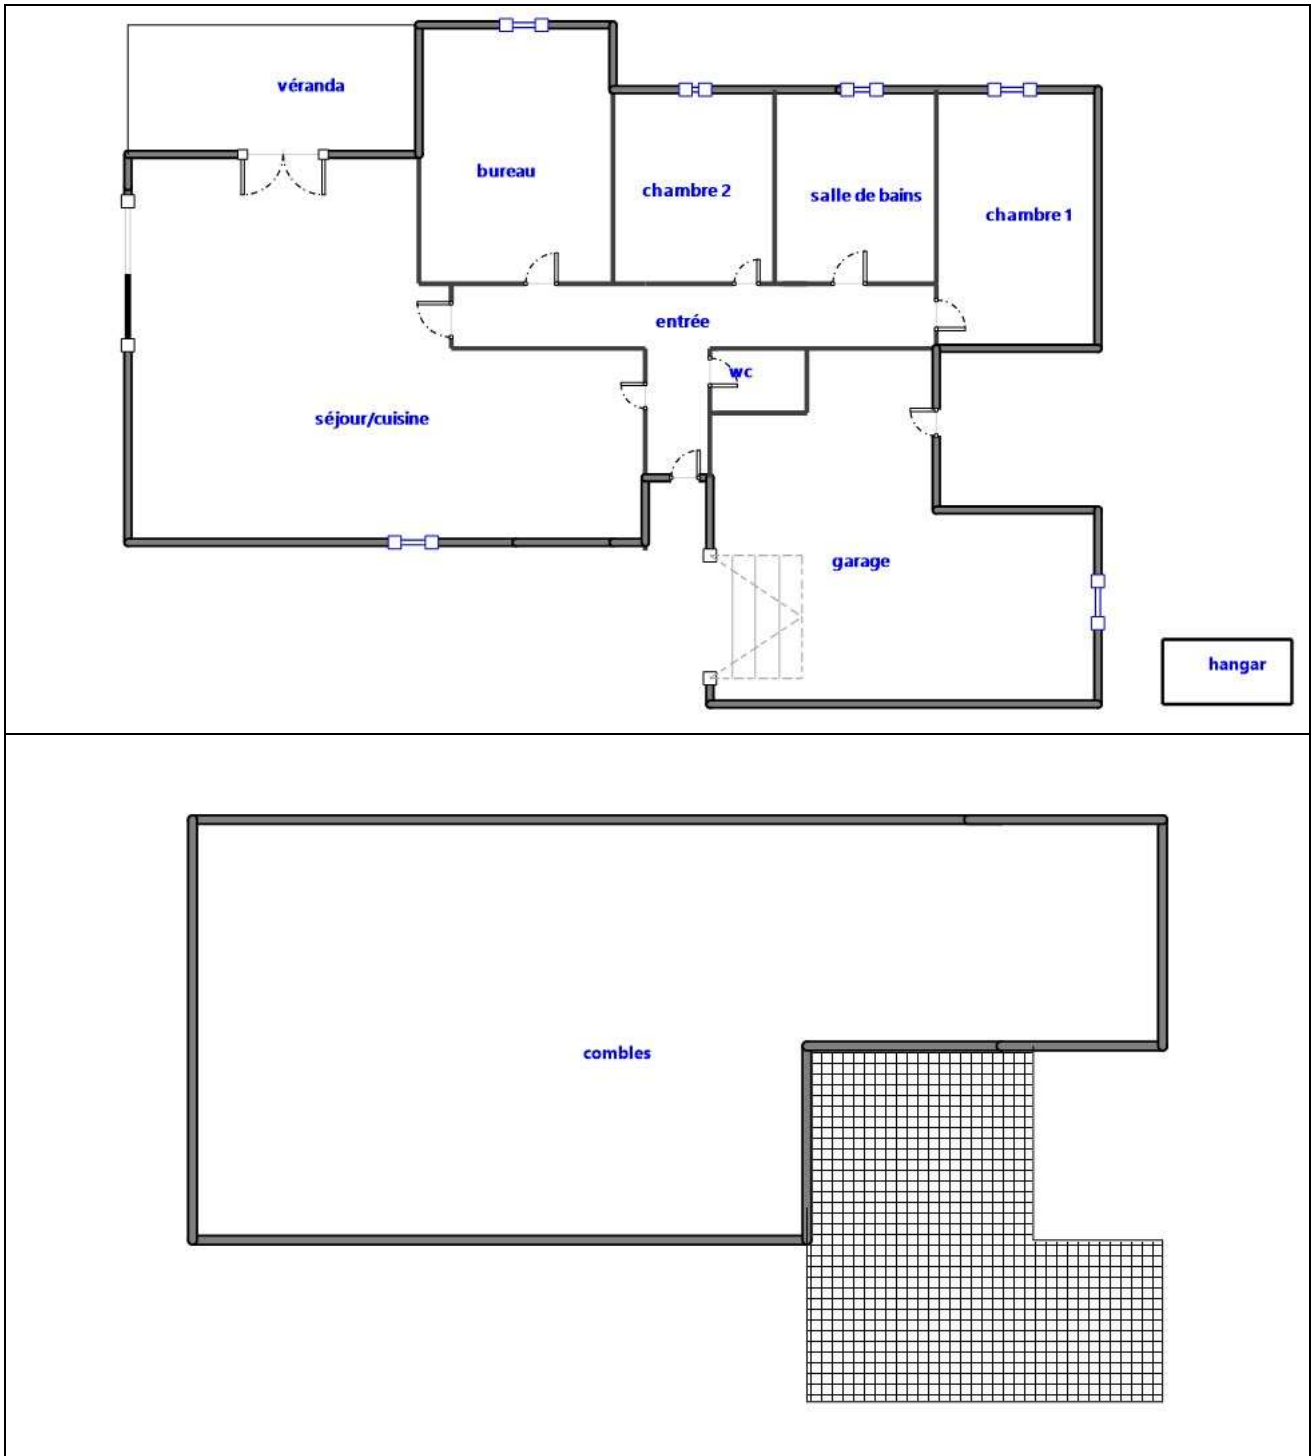 véranda
bureau
chambre 2
salle de bains
chambre 1
entrée
wc
séjour/cuisine
garage
hangar
combles